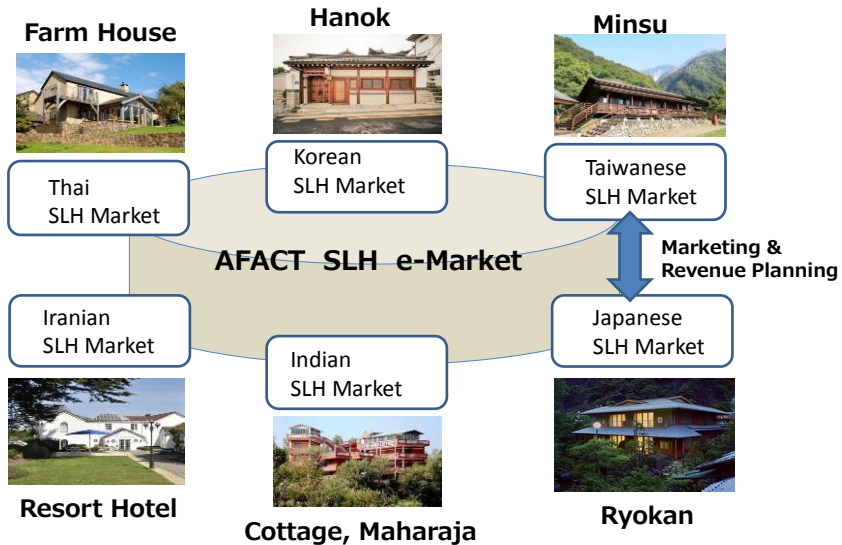 Farm House
Hanok
Minsu
Thai
SLH Market
Korean
SLH Market
Taiwanese
SLH Market
AFACT SLH e-Market
Marketing &
Revenue Planning
Iranian
SLH Market
Indian
SLH Market
Japanese
SLH Market
Resort Hotel
Cottage, Maharaja
Ryokan